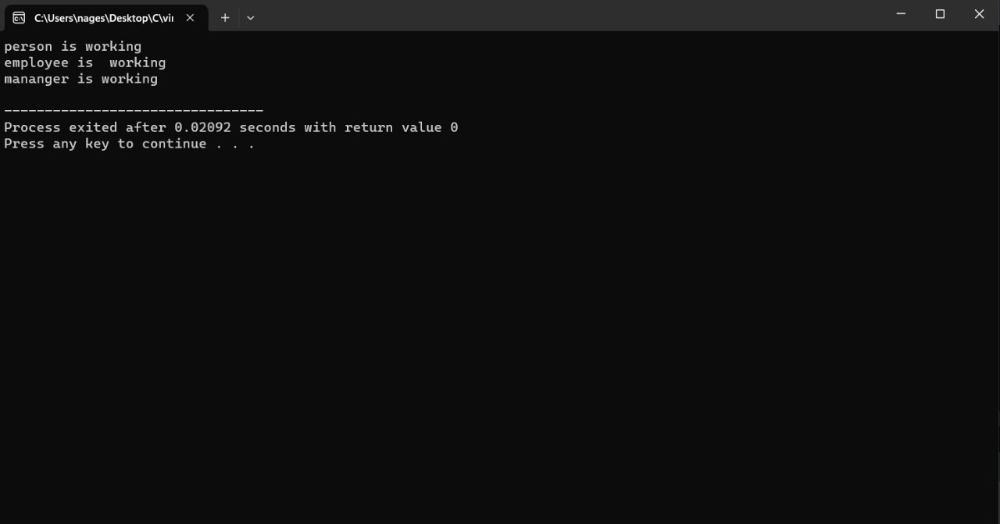 C:\Users\nages\Desktop\C\vi
person is working
employee is  working
mananger is working
--------------------------------
Process exited after 0.02092 seconds with return value 0
Press any key to continue . . .